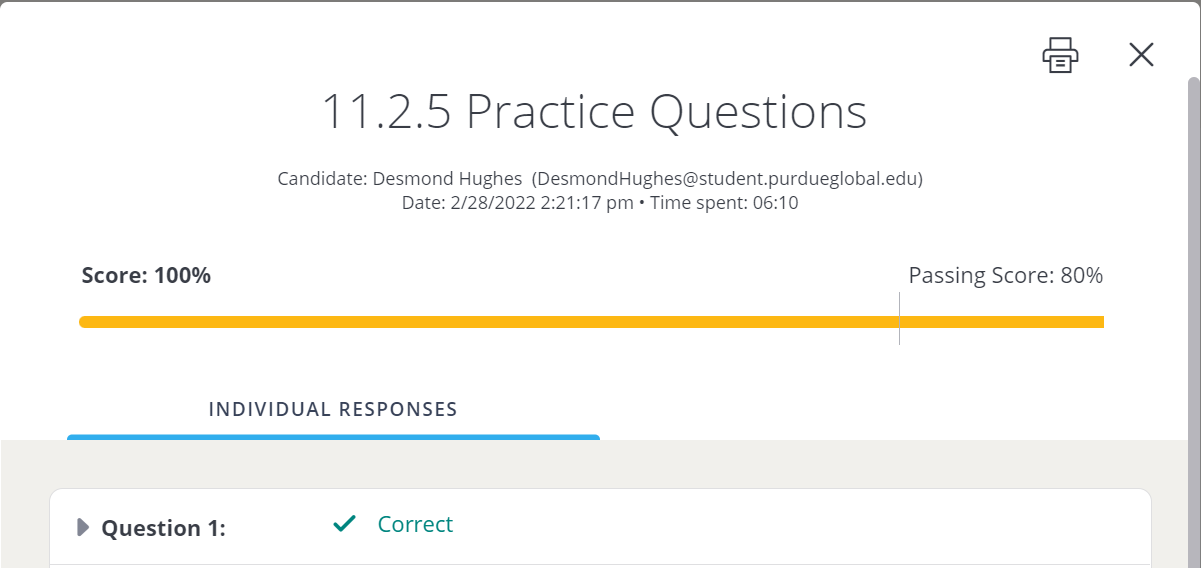 11.2.5 Practice Questions
Candidate: Desmond Hughes (DesmondHughes@student.purdueglobal.edu)
Date: 2/28/2022 2:21:17 pm • Time spent: 06:10
Score: 100%
Passing Score: 80%
INDIVIDUAL RESPONSES
Question 1:
Correct